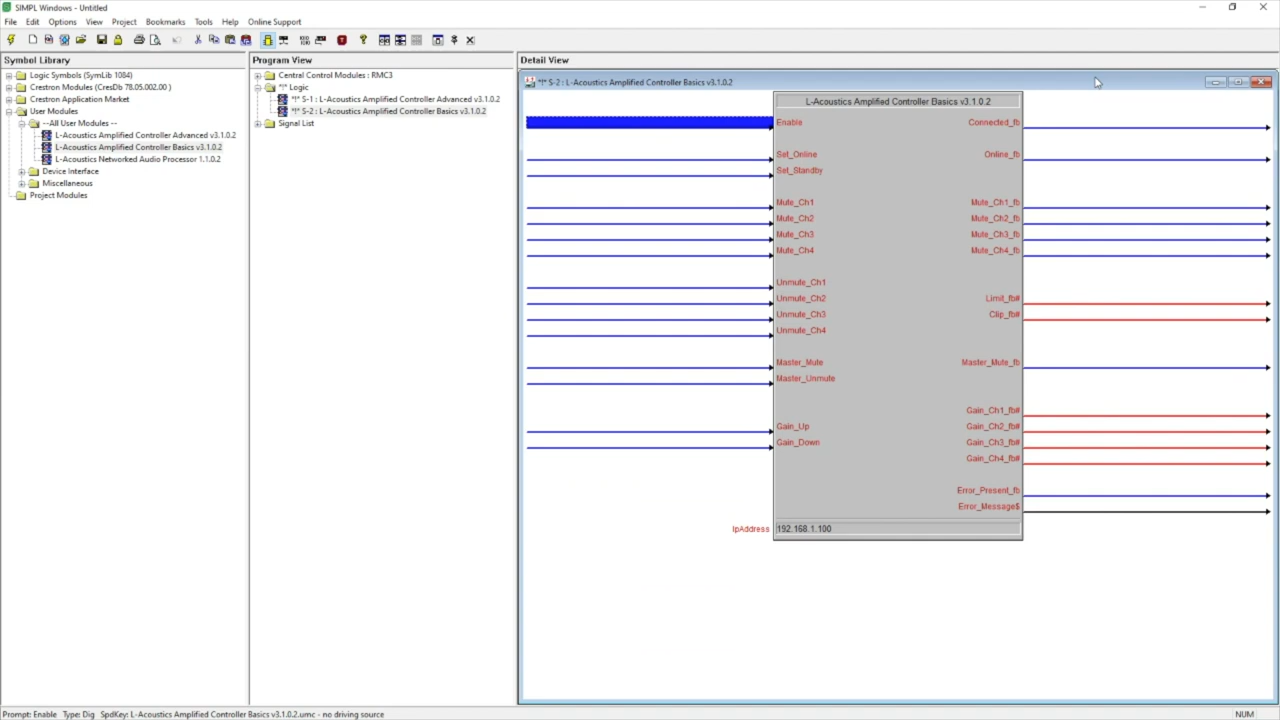 SIMPL Windows - Untitled
File Edit Options View Project Bookmarks Tools Help Online Support
Symbol Library
Logic Symbols (SymLib 1084)
Crestron Modules (CresDb 78.05.002.00 )
Crestron Application Market
User Modules
--All User Modules --
L-Acoustics Amplified Controller Advanced v3.1.0.2
L-Acoustics Amplified Controller Basics v3.1.0.2
L-Acoustics Networked Audio Processor 1.1.0.2
Device Interface
Miscellaneous
Project Modules
Program View
Central Control Modules : RMC3
*!* Logic
*!* S-1 : L-Acoustics Amplified Controller Advanced v3.1.0.2
*!* S-2 : L-Acoustics Amplified Controller Basics v3.1.0.2
Signal List
Detail View
*!* S-2 : L-Acoustics Amplified Controller Basics v3.1.0.2
L-Acoustics Amplified Controller Basics v3.1.0.2
Enable Connected_fb
Set_Online Online_fb
Set_Standby
Mute_Ch1 Mute_Ch1_fb
Mute_Ch2 Mute_Ch2_fb
Mute_Ch3 Mute_Ch3_fb
Mute_Ch4 Mute_Ch4_fb
Unmute_Ch1
Unmute_Ch2 Limit_fb#
Unmute_Ch3 Clip_fb#
Unmute_Ch4
Master_Mute Master_Mute_fb
Master_Unmute
Gain_Ch1_fb#
Gain_Up Gain_Ch2_fb#
Gain_Down Gain_Ch3_fb#
Gain_Ch4_fb#
Error_Present_fb
Error_Message$
IpAddress 192.168.1.100
Prompt: Enable Type: Dig SpdKey: L-Acoustics Amplified Controller Basics v3.1.0.2.umc - no driving source
NUM